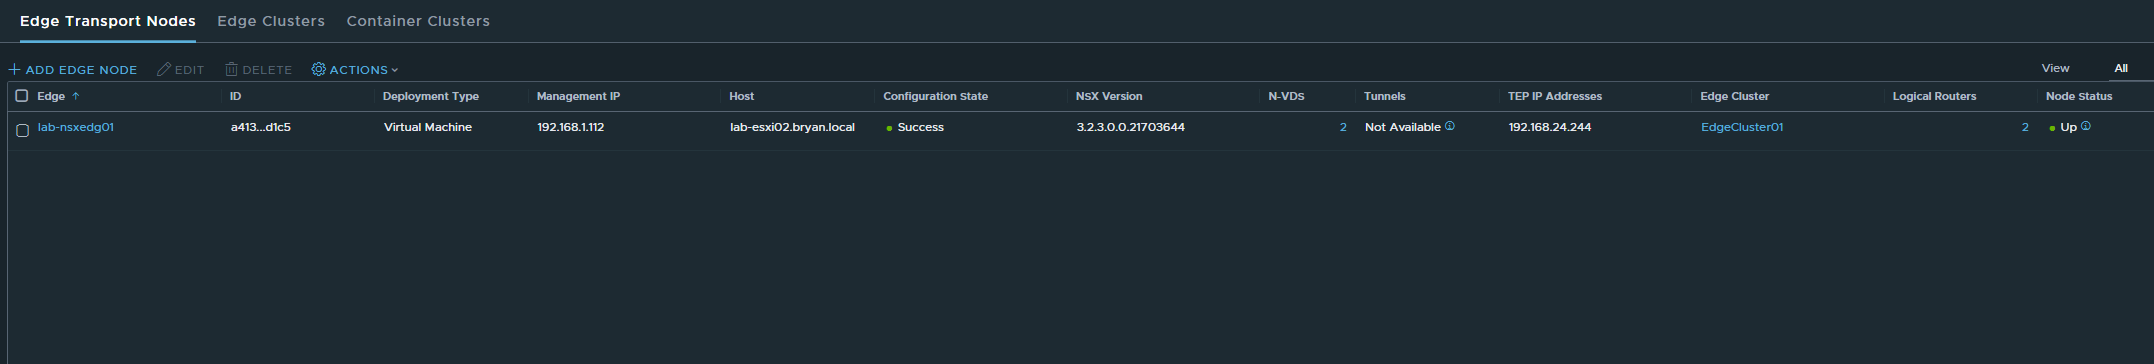 Edge Transport Nodes Edge Clusters Container Clusters
+ ADD EDGE NODE EDIT DELETE ACTIONS View All
Edge ↑ ID Deployment Type Management IP Host Configuration State NSX Version N-VDS Tunnels TEP IP Addresses Edge Cluster Logical Routers Node Status
lab-nsxedg01 a413...d1c5 Virtual Machine 192.168.1.112 lab-esxi02.bryan.local Success 3.2.3.0.0.21703644 2 Not Available 192.168.24.244 EdgeCluster01 2 Up